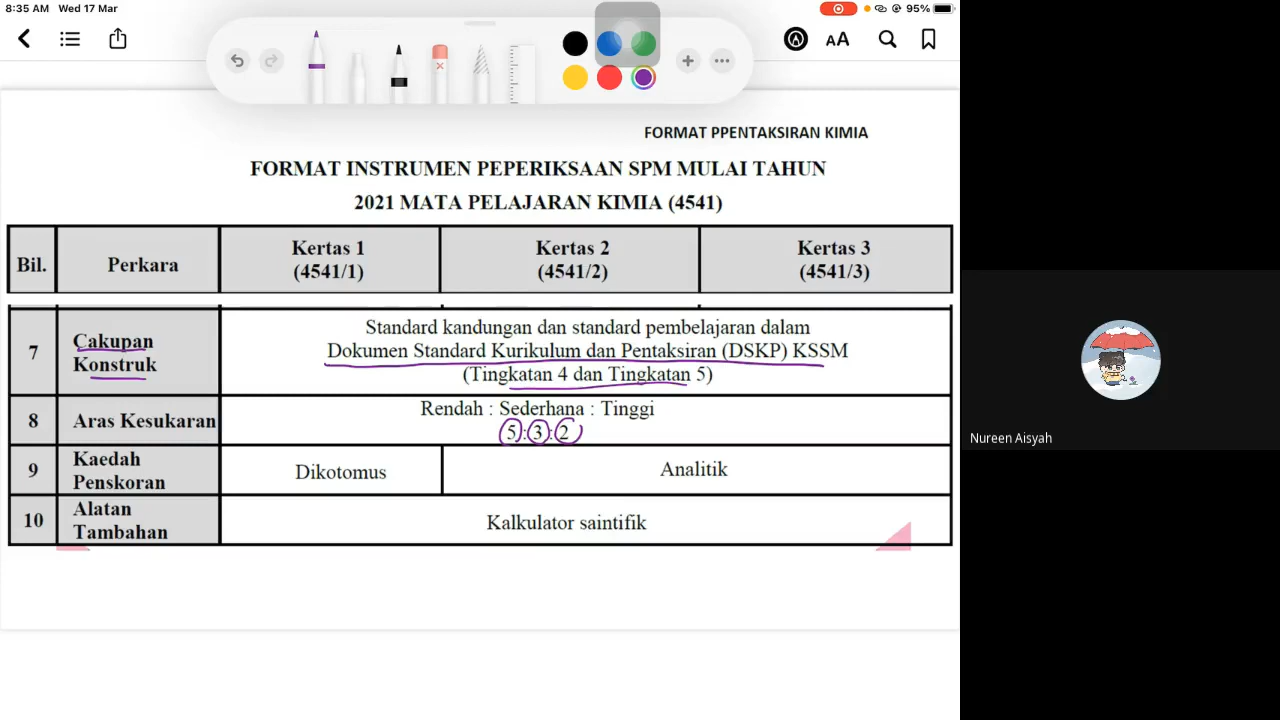 8:35 AM Wed 17 Mar
95%
AA
FORMAT PPENTAKSIRAN KIMIA
FORMAT INSTRUMEN PEPERIKSAAN SPM MULAI TAHUN
2021 MATA PELAJARAN KIMIA (4541)
Bil. Perkara Kertas 1 (4541/1) Kertas 2 (4541/2) Kertas 3 (4541/3)
7 Cakupan Konstruk
Standard kandungan dan standard pembelajaran dalam
Dokumen Standard Kurikulum dan Pentaksiran (DSKP) KSSM
(Tingkatan 4 dan Tingkatan 5)
8 Aras Kesukaran
Rendah : Sederhana : Tinggi
5:3:2
9 Kaedah Penskoran Dikotomus Analitik
10 Alatan Tambahan Kalkulator saintifik
Nureen Aisyah